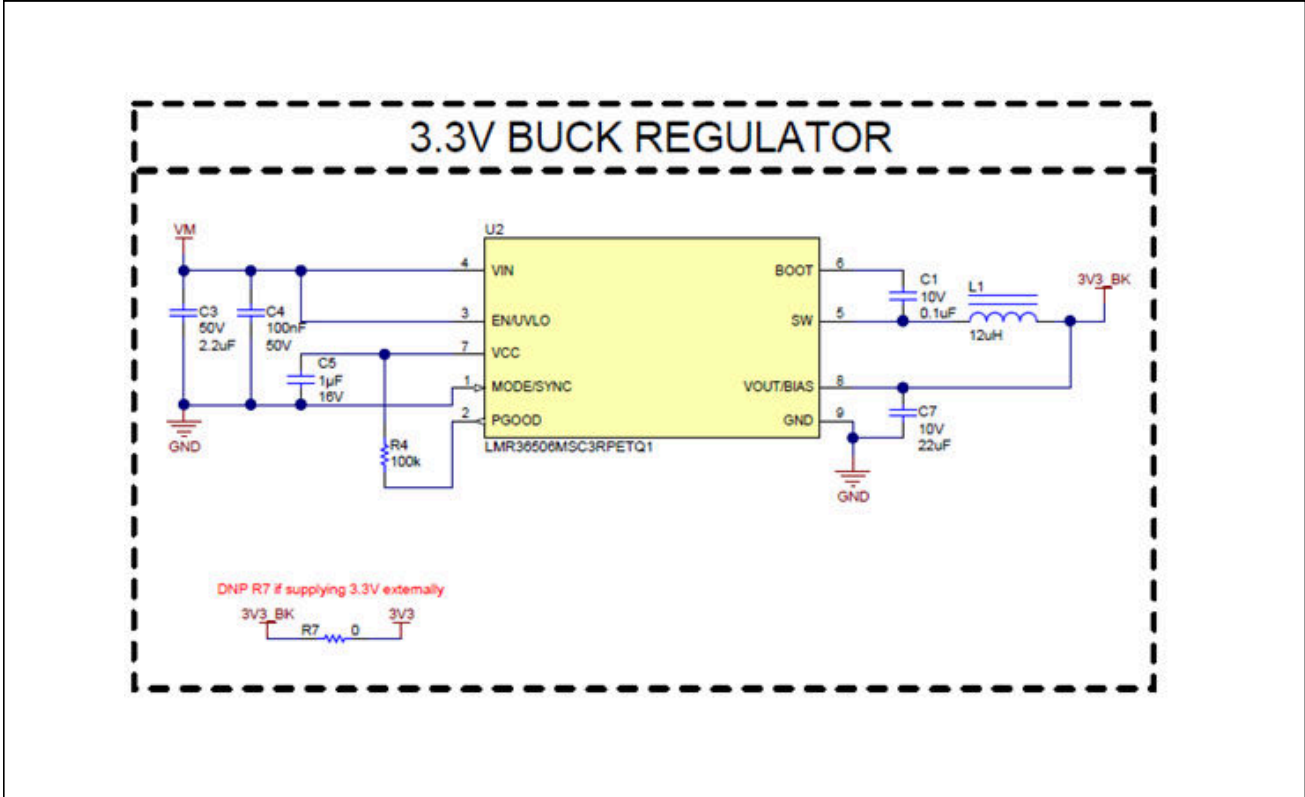 3.3V BUCK REGULATOR
VM
U2
4
VIN
BOOT
6
C1
10V
0.1uF
L1
3V3_BK
C3
50V
2.2uF
C4
100nF
50V
3
EN/UVLO
SW
5
12uH
7
VCC
C5
1µF
16V
1
MODE/SYNC
VOUT/BIAS
8
2
PGOOD
GND
9
C7
10V
22uF
GND
R4
100k
LMR36506MSC3RPETQ1
GND
DNP R7 if supplying 3.3V externally
3V3_BK
3V3
R7
0